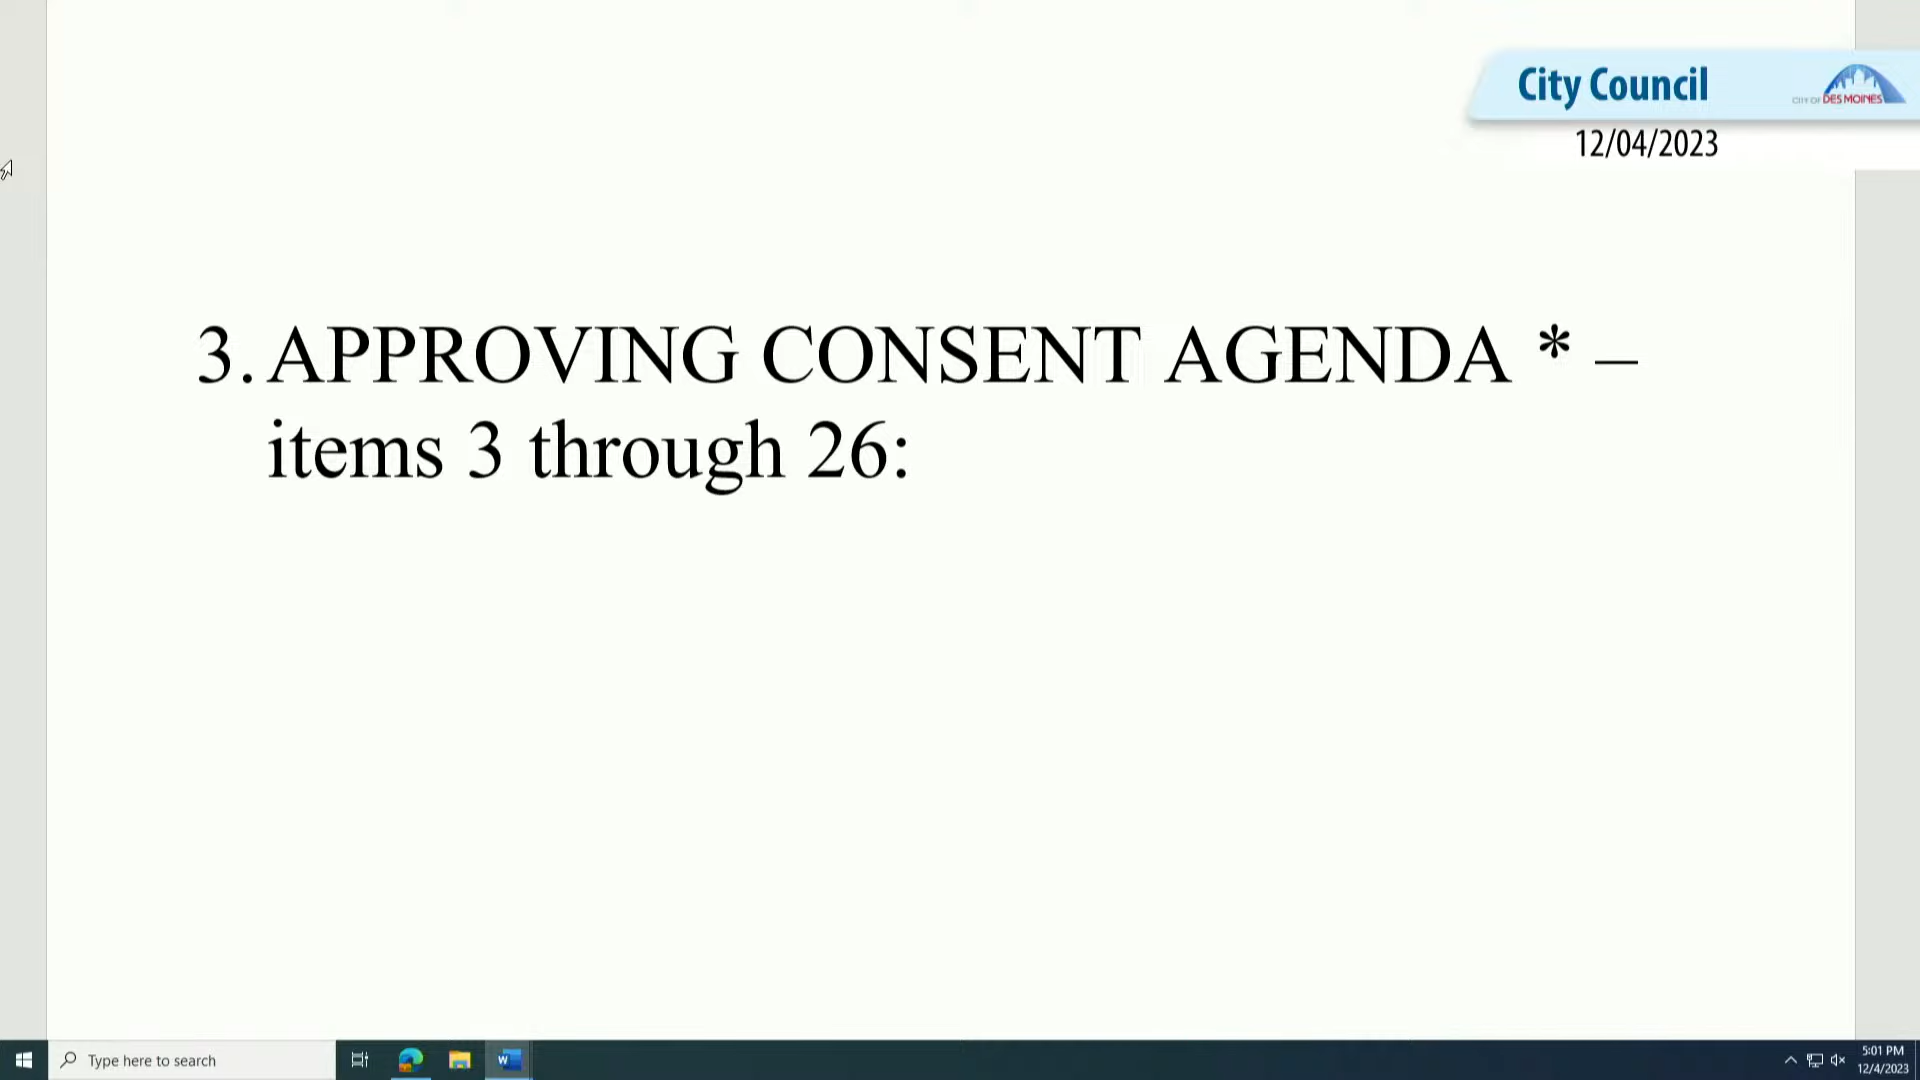 City Council
CITY OF DES MOINES
12/04/2023
3. APPROVING CONSENT AGENDA * –
items 3 through 26:
Type here to search
5:01 PM
12/4/2023